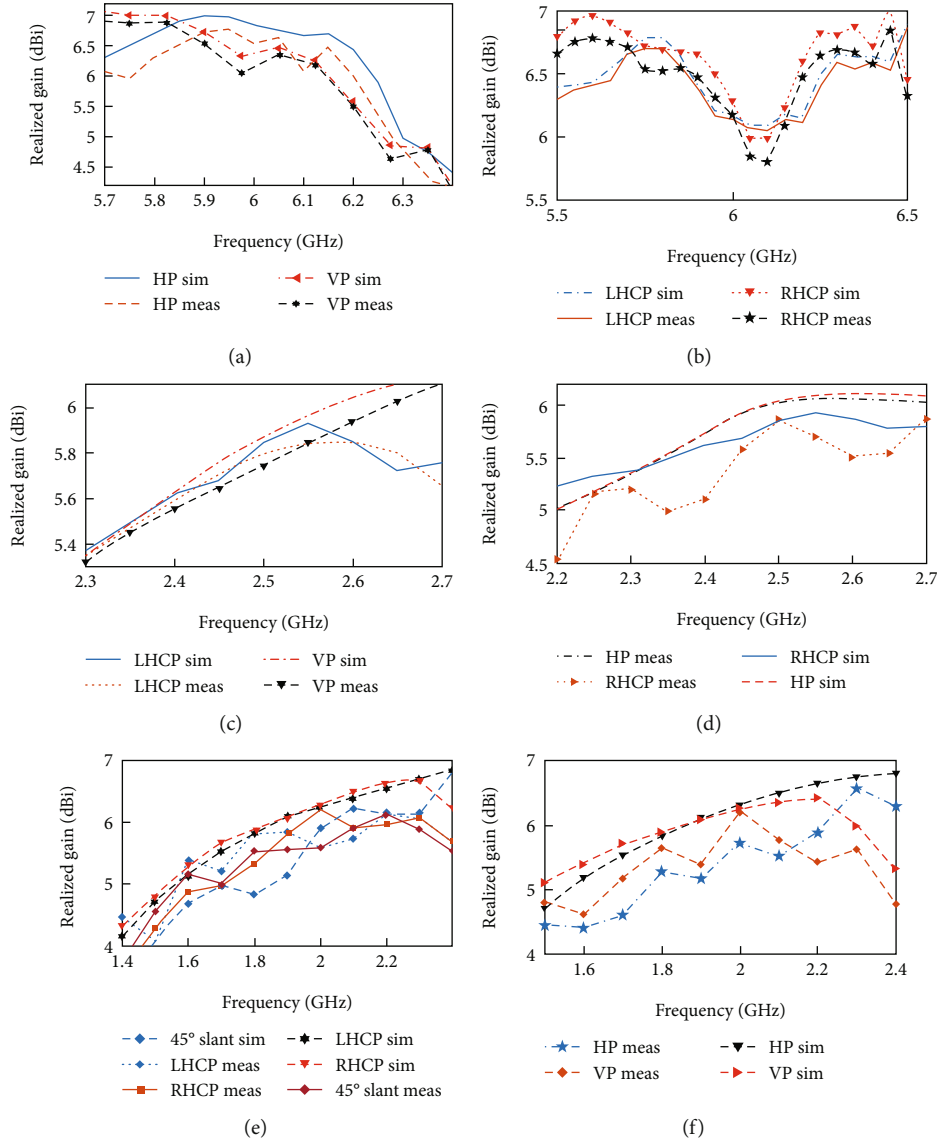 7
6.5
6
5.5
5
4.5
Realized gain (dBi)
5.7 5.8 5.9 6 6.1 6.2 6.3
Frequency (GHz)
HP sim VP sim
HP meas VP meas
(a)
7
6.5
6
5.5
Realized gain (dBi)
5.5 6 6.5
Frequency (GHz)
LHCP sim RHCP sim
LHCP meas RHCP meas
(b)
6
5.8
5.6
5.4
Realized gain (dBi)
2.3 2.4 2.5 2.6 2.7
Frequency (GHz)
LHCP sim VP sim
LHCP meas VP meas
(c)
6
5.5
5
4.5
Realized gain (dBi)
2.2 2.3 2.4 2.5 2.6 2.7
Frequency (GHz)
HP meas RHCP sim
RHCP meas HP sim
(d)
7
6
5
4
Realized gain (dBi)
1.4 1.6 1.8 2 2.2
Frequency (GHz)
45° slant sim LHCP sim
LHCP meas RHCP sim
RHCP meas 45° slant meas
(e)
7
6
5
4
Realized gain (dBi)
1.6 1.8 2 2.2 2.4
Frequency (GHz)
HP meas HP sim
VP meas VP sim
(f)